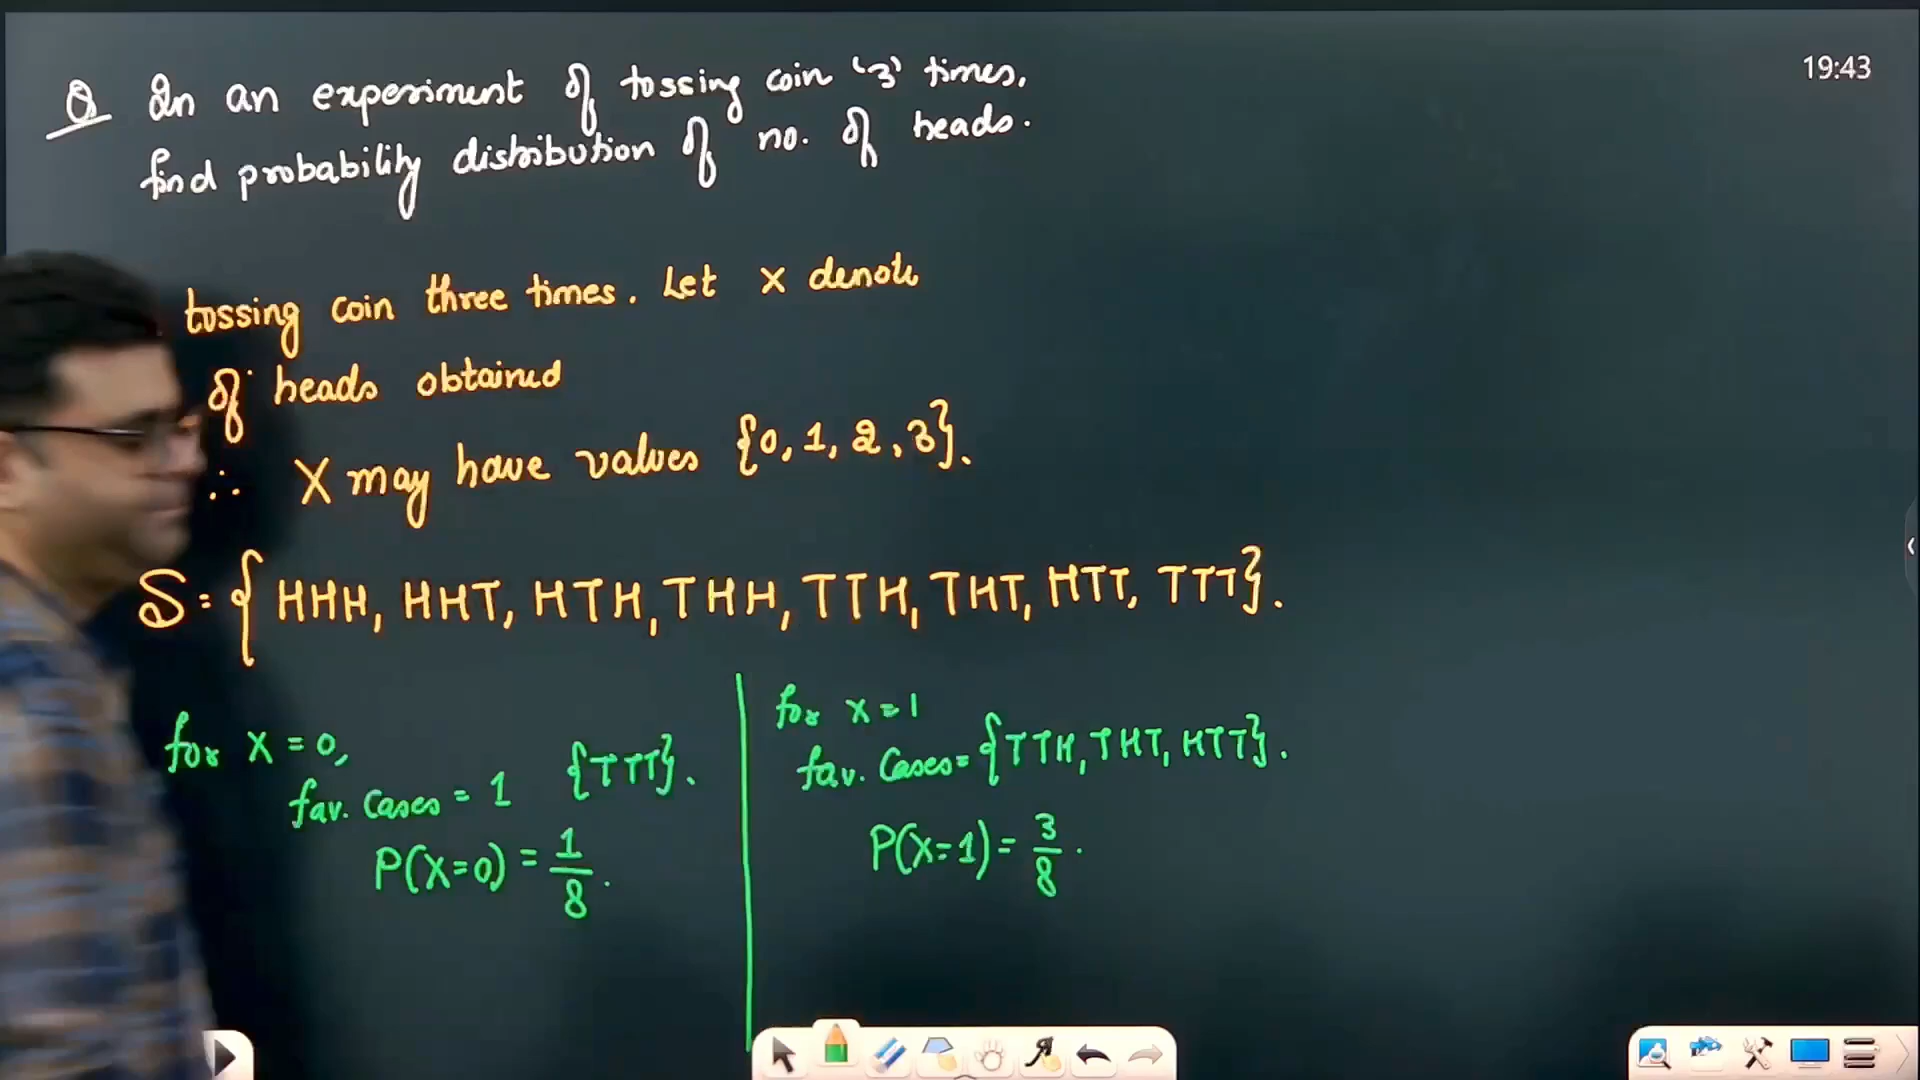 19:43
Q In an experiment of tossing coin '3' times,
find probability distribution of no. of heads.
tossing coin three times. Let X denote
of heads obtained
∴ X may have values {0, 1, 2, 3}.
S = { HHH, HHT, HTH, THH, TTH, THT, HTT, TTT}.
for X = 0,
fav. cases = 1 {TTT}.
P(X=0) = 1/8.
for X = 1
fav. Cases = {TTH, THT, HTT}.
P(X=1) = 3/8.